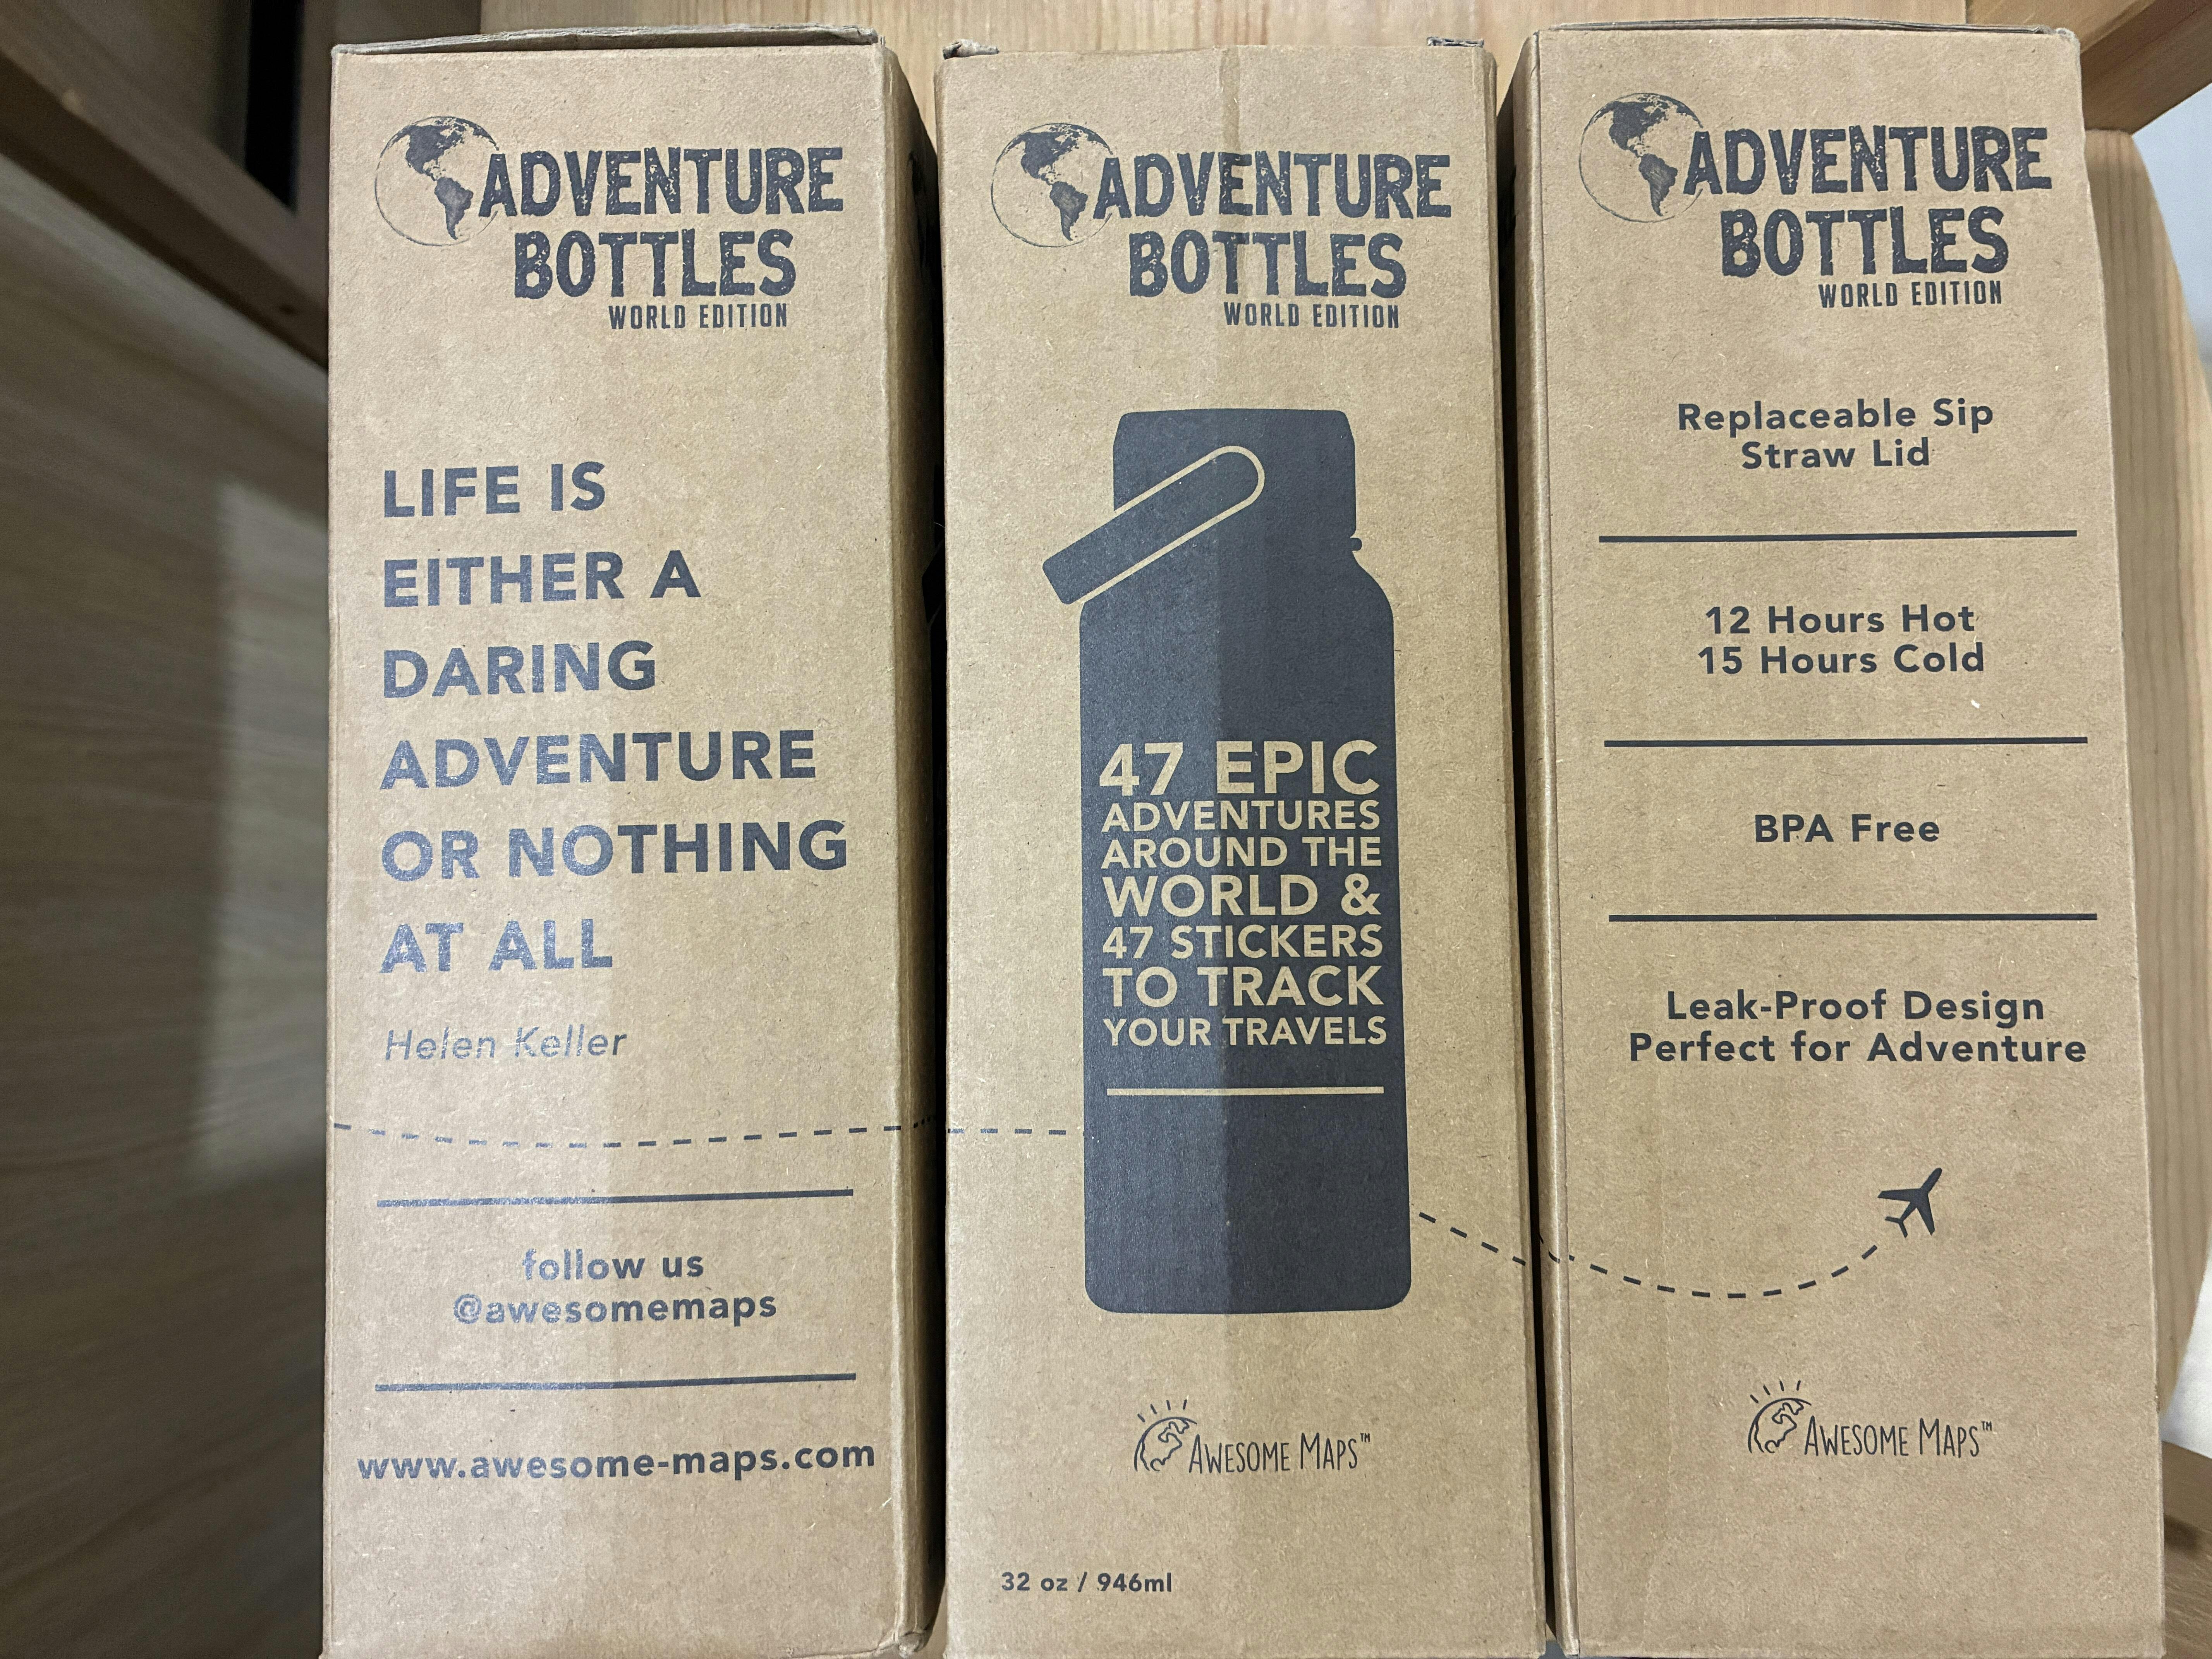 ADVENTURE
BOTTLES
WORLD EDITION
LIFE IS
EITHER A
DARING
ADVENTURE
OR NOTHING
AT ALL
Helen Keller
follow us
@awesomemaps
www.awesome-maps.com
ADVENTURE
BOTTLES
WORLD EDITION
47 EPIC
ADVENTURES
AROUND THE
WORLD &
47 STICKERS
TO TRACK
YOUR TRAVELS
AWESOME MAPS™
32 oz / 946ml
ADVENTURE
BOTTLES
WORLD EDITION
Replaceable Sip
Straw Lid
12 Hours Hot
15 Hours Cold
BPA Free
Leak-Proof Design
Perfect for Adventure
AWESOME MAPS™